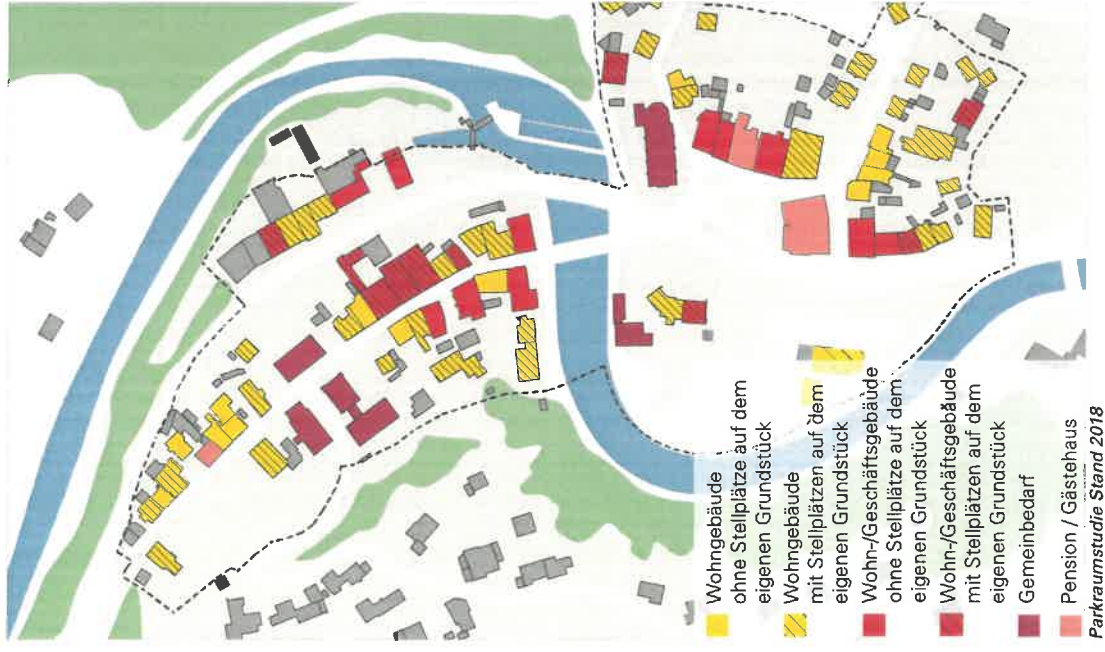 Wohngebäude
ohne Stellplätze auf dem
eigenen Grundstück
Wohngebäude
mit Stellplätzen auf dem
eigenen Grundstück
Wohn-/Geschäftsgebäude
ohne Stellplätze auf dem
eigenen Grundstück
Wohn-/Geschäftsgebäude
mit Stellplätzen auf dem
eigenen Grundstück
Gemeinbedarf
Pension / Gästehaus
Parkraumstudie Stand 2018